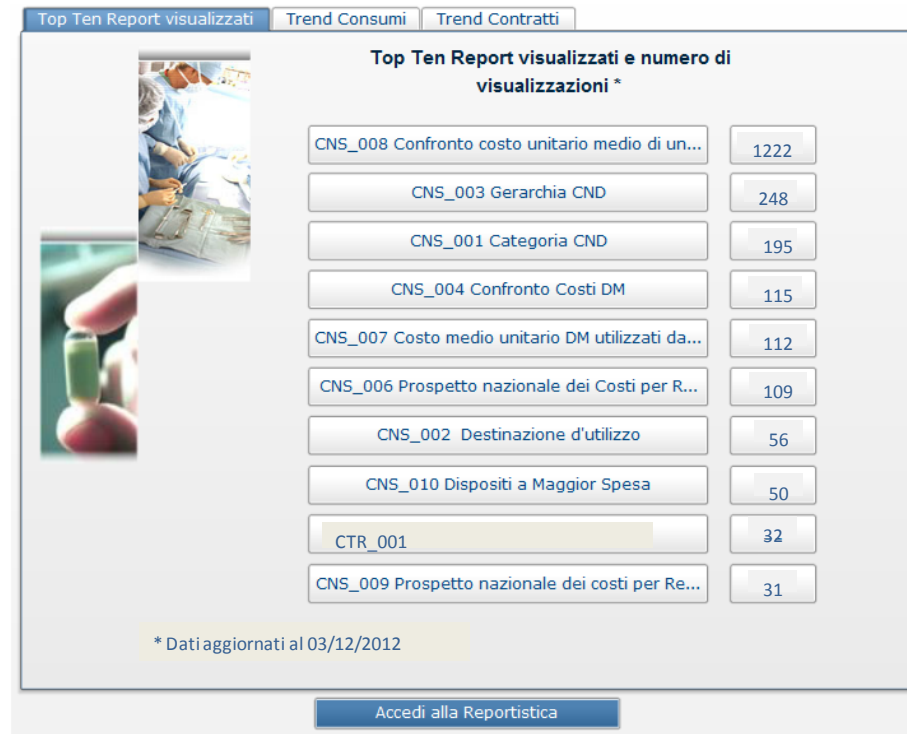 Top Ten Report visualizzati Trend Consumi Trend Contratti
Top Ten Report visualizzati e numero di
visualizzazioni *
CNS_008 Confronto costo unitario medio di un... 1222
CNS_003 Gerarchia CND 248
CNS_001 Categoria CND 195
CNS_004 Confronto Costi DM 115
CNS_007 Costo medio unitario DM utilizzati da... 112
CNS_006 Prospetto nazionale dei Costi per R... 109
CNS_002 Destinazione d'utilizzo 56
CNS_010 Dispositi a Maggior Spesa 50
CTR_001 32
CNS_009 Prospetto nazionale dei costi per Re... 31
* Dati aggiornati al 03/12/2012
Accedi alla Reportistica